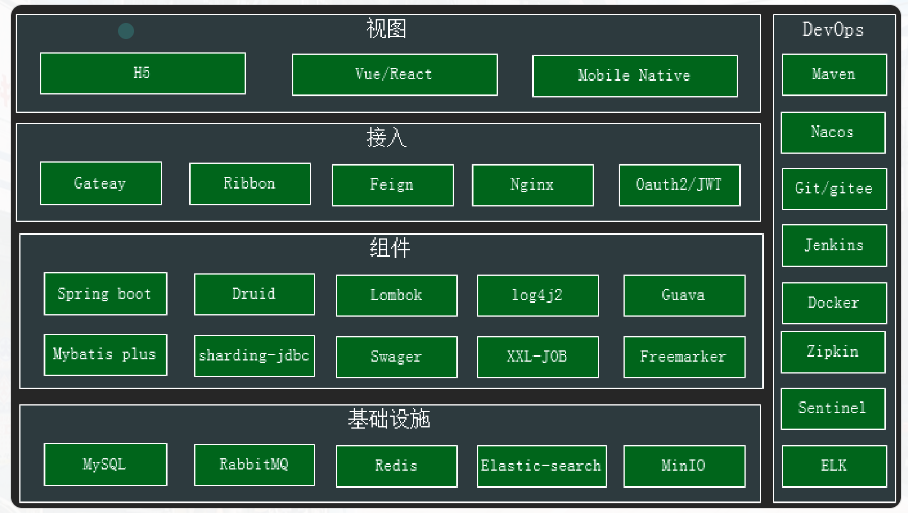 视图
H5
Vue/React
Mobile Native
接入
Gateay
Ribbon
Feign
Nginx
Oauth2/JWT
组件
Spring boot
Druid
Lombok
log4j2
Guava
Mybatis plus
sharding-jdbc
Swager
XXL-JOB
Freemarker
基础设施
MySQL
RabbitMQ
Redis
Elastic-search
MinIO
DevOps
Maven
Nacos
Git/gitee
Jenkins
Docker
Zipkin
Sentinel
ELK